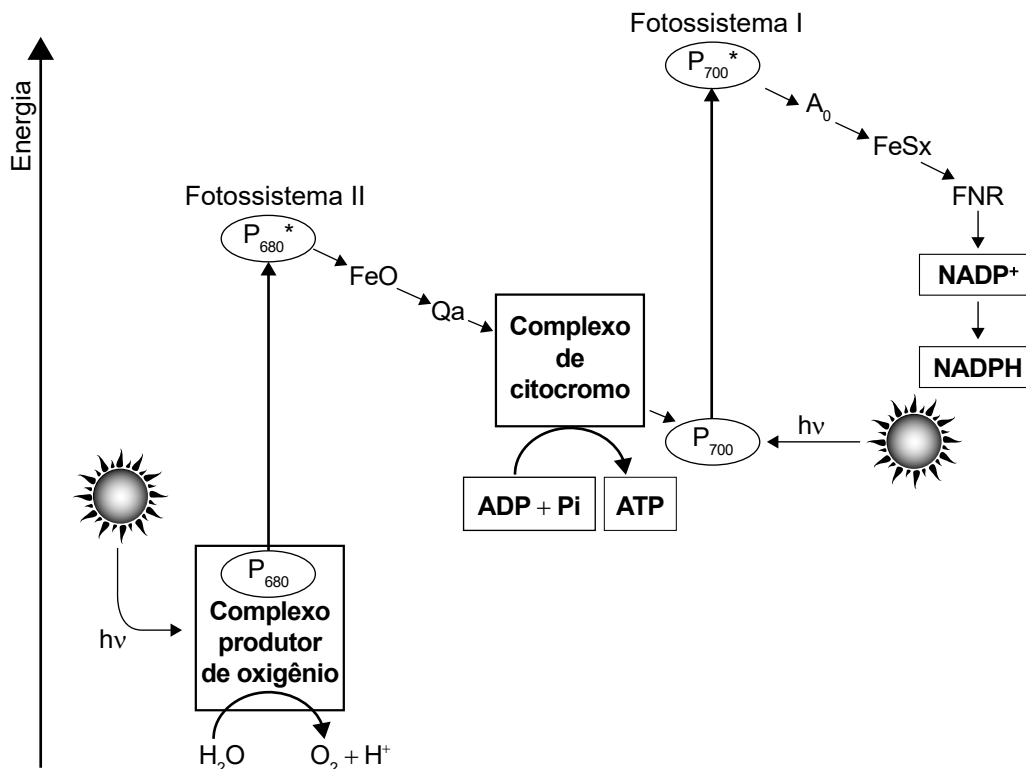 Fotossistema I
P₇₀₀*
A₀
FeSx
FNR
NADP⁺
NADPH
Energia
Fotossistema II
P₆₈₀*
FeO
Qa
Complexo
de
citocromo
P₇₀₀
hν
ADP + Pi
ATP
P₆₈₀
Complexo
produtor
de oxigênio
hν
H₂O
O₂ + H⁺